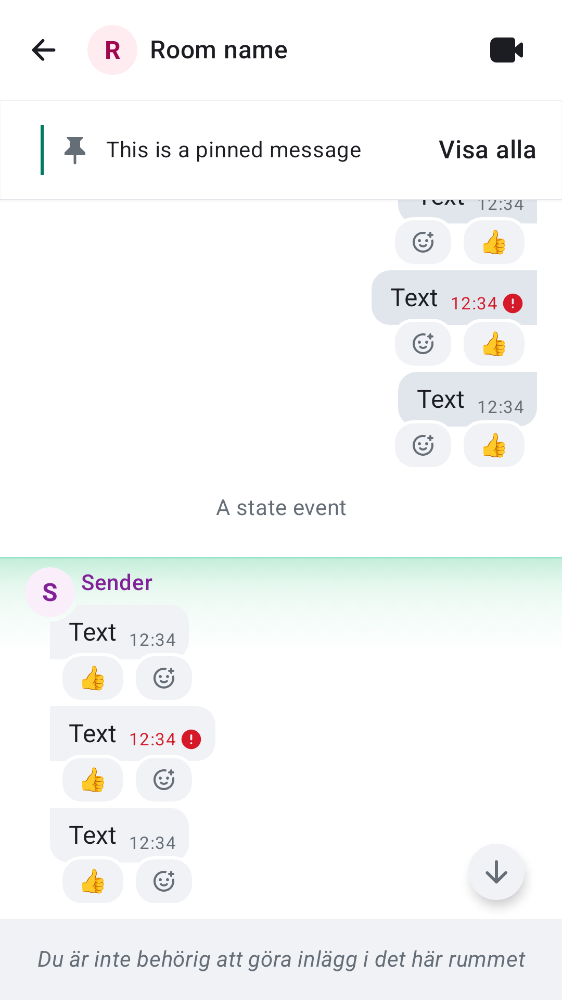 R Room name
This is a pinned message Visa alla
Text 12:34
Text 12:34
Text 12:34
A state event
S Sender
Text 12:34
Text 12:34
Text 12:34
Du är inte behörig att göra inlägg i det här rummet